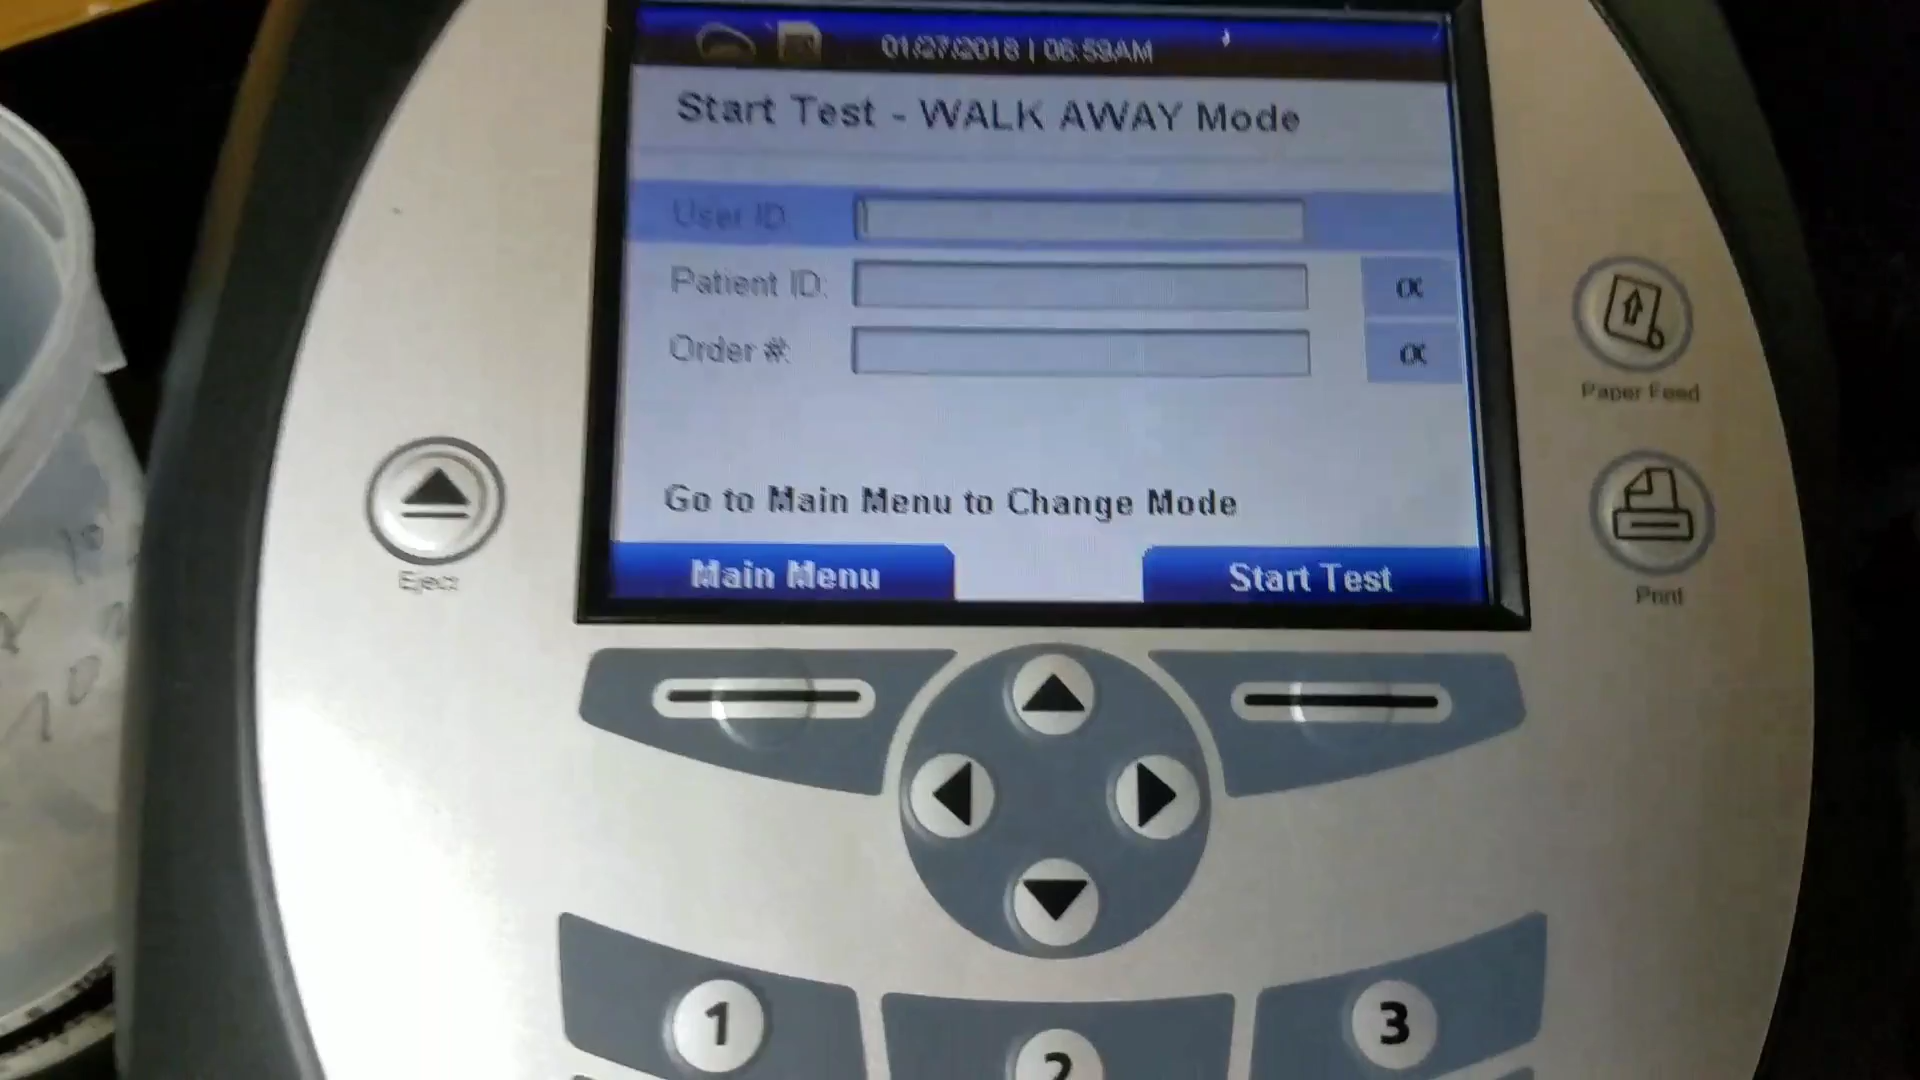 01/27/2018 | 06:59AM
Start Test - WALK AWAY Mode
User ID:
Patient ID:
α
Order #:
α
Go to Main Menu to Change Mode
Main Menu
Start Test
Eject
Paper Feed
Print
1
2
3